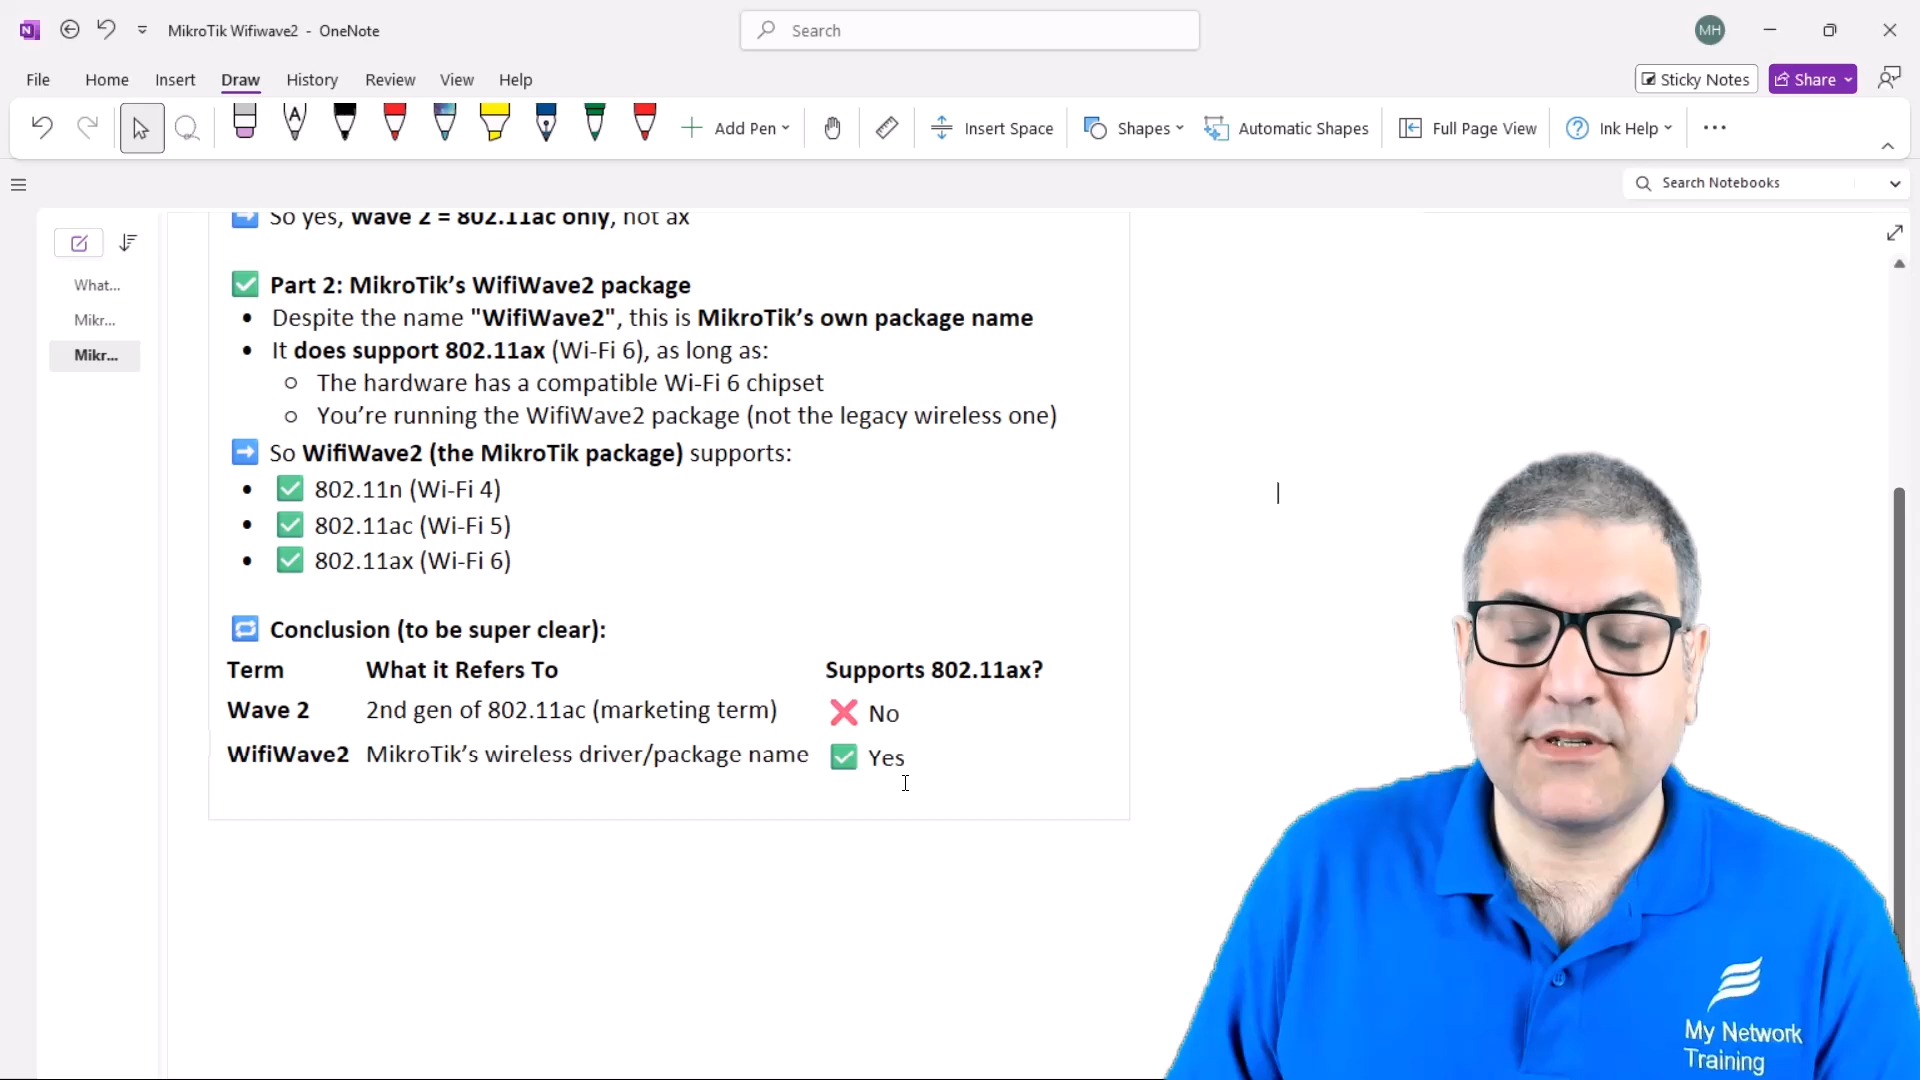 MikroTik Wifiwave2 - OneNote
Search
MH
File Home Insert Draw History Review View Help
Sticky Notes
Share
A
Add Pen
Insert Space
Shapes
Automatic Shapes
Full Page View
Ink Help
Search Notebooks
What...
Mikr...
Mikr...
So yes, Wave 2 = 802.11ac only, not ax
Part 2: MikroTik’s WifiWave2 package
• Despite the name "WifiWave2", this is MikroTik’s own package name
• It does support 802.11ax (Wi-Fi 6), as long as:
○ The hardware has a compatible Wi-Fi 6 chipset
○ You’re running the WifiWave2 package (not the legacy wireless one)
➡️ So WifiWave2 (the MikroTik package) supports:
• ✅ 802.11n (Wi-Fi 4)
• ✅ 802.11ac (Wi-Fi 5)
• ✅ 802.11ax (Wi-Fi 6)
Conclusion (to be super clear):
Term What it Refers To Supports 802.11ax?
Wave 2 2nd gen of 802.11ac (marketing term) ❌ No
WifiWave2 MikroTik’s wireless driver/package name ✅ Yes
My Network
Training